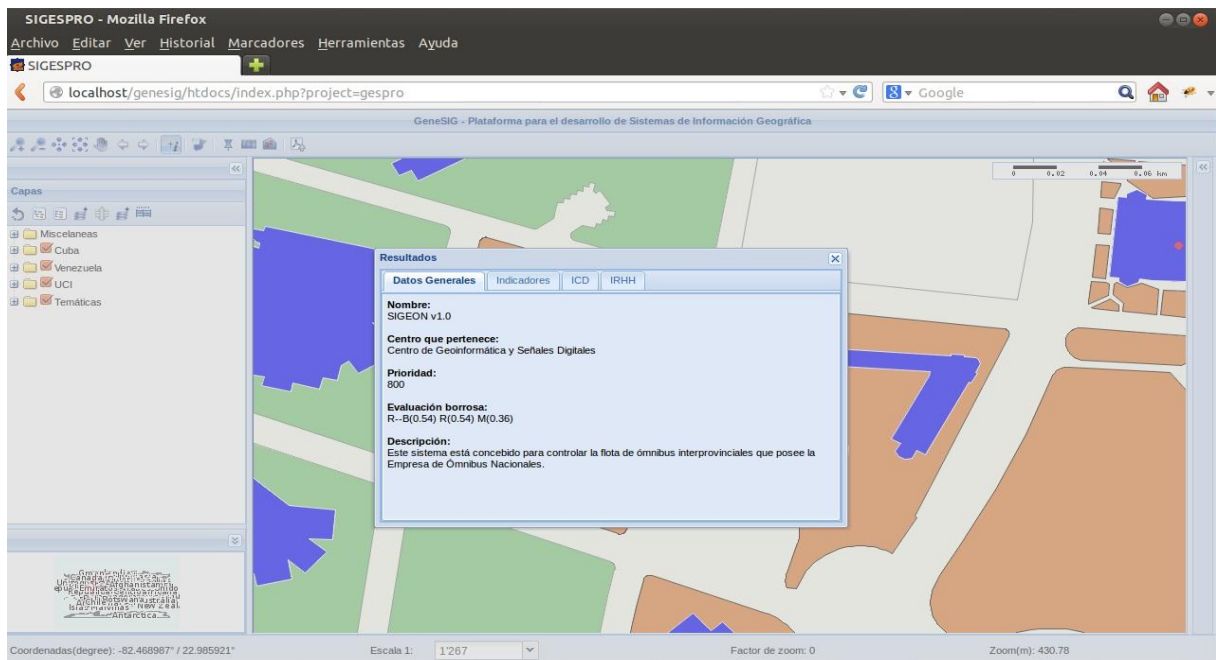 SIGESPRO - Mozilla Firefox
Archivo Editar Ver Historial Marcadores Herramientas Ayuda
SIGESPRO
localhost/genesig/htdocs/index.php?project=gespro
Google
GeneSIG - Plataforma para el desarrollo de Sistemas de Información Geográfica
0 0.02 0.04 0.06 km
Capas
Miscelaneas
Cuba
Venezuela
UCI
Temáticas
Resultados
Datos Generales Indicadores ICD IRHH
Nombre:
SIGEON v1.0
Centro que pertenece:
Centro de Geoinformática y Señales Digitales
Prioridad:
800
Evaluación borrosa:
R--B(0.54) R(0.54) M(0.36)
Descripción:
Este sistema está concebido para controlar la flota de ómnibus interprovinciales que posee la
Empresa de Ómnibus Nacionales.
Antarctica
Coordenadas(degree): -82.468987° / 22.985921° Escala 1: 1'267 Factor de zoom: 0 Zoom(m): 430.78